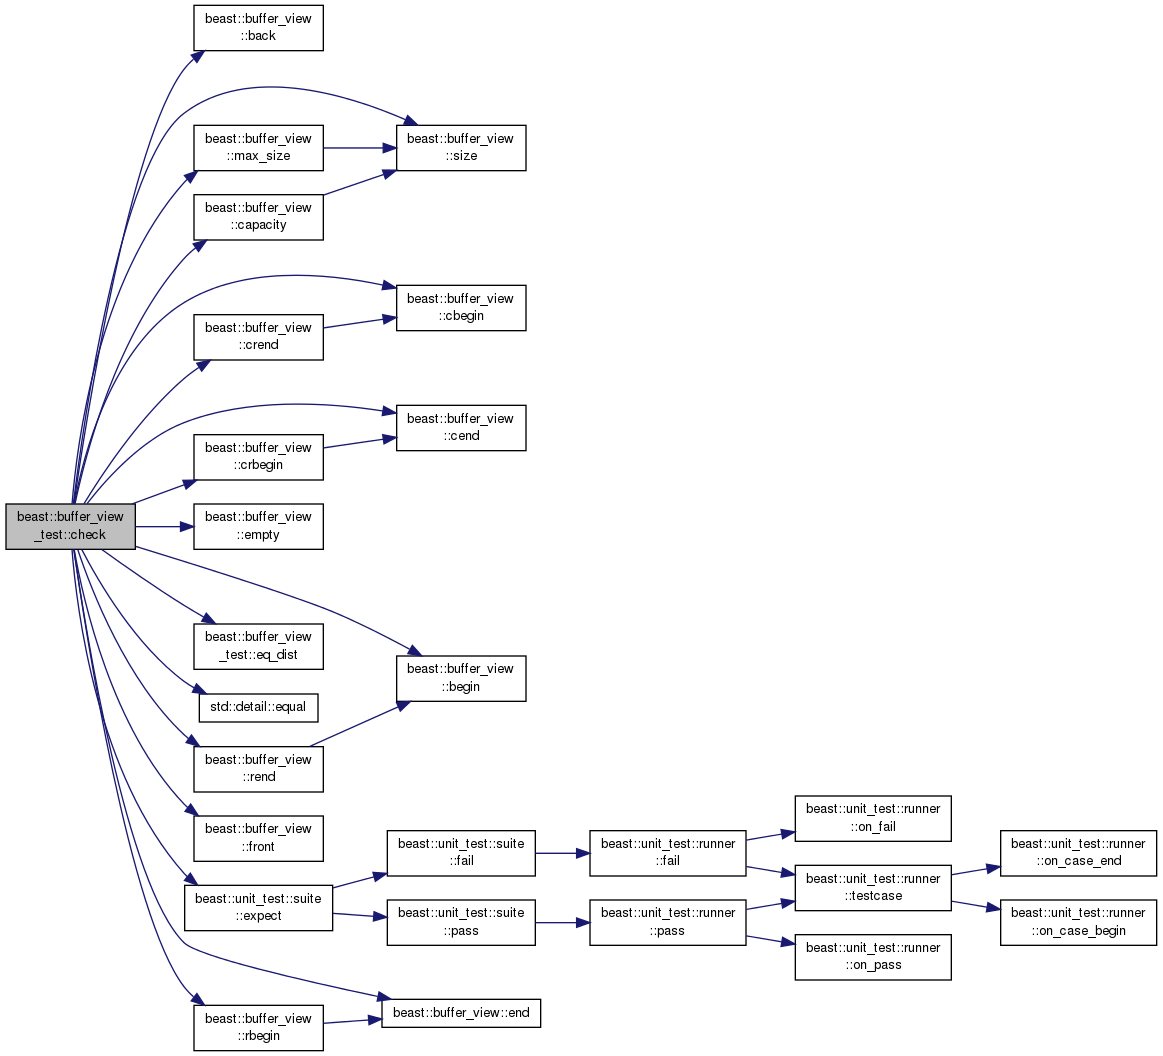 beast::buffer_view
::back
beast::buffer_view
::max_size
beast::buffer_view
::size
beast::buffer_view
::capacity
beast::buffer_view
::cbegin
beast::buffer_view
::crend
beast::buffer_view
::cend
beast::buffer_view
::crbegin
beast::buffer_view
_test::check
beast::buffer_view
::empty
beast::buffer_view
_test::eq_dist
beast::buffer_view
::begin
std::detail::equal
beast::buffer_view
::rend
beast::buffer_view
::front
beast::unit_test::suite
::fail
beast::unit_test::runner
::fail
beast::unit_test::runner
::on_fail
beast::unit_test::runner
::on_case_end
beast::unit_test::runner
::testcase
beast::unit_test::suite
::expect
beast::unit_test::suite
::pass
beast::unit_test::runner
::pass
beast::unit_test::runner
::on_case_begin
beast::unit_test::runner
::on_pass
beast::buffer_view::end
beast::buffer_view
::rbegin